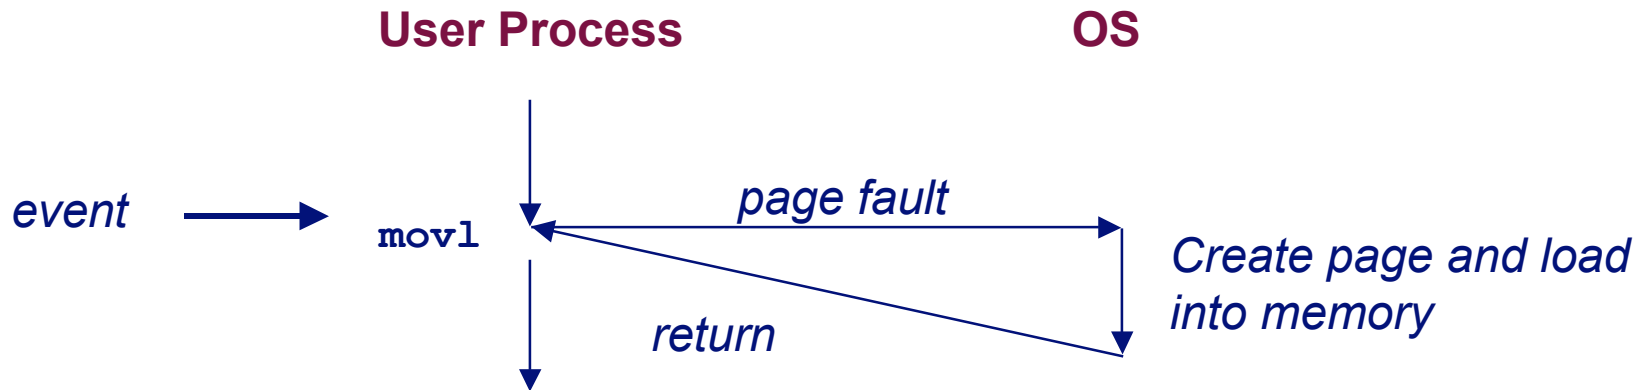 User Process
OS
page fault
event
movl
Create page and load
into memory
return